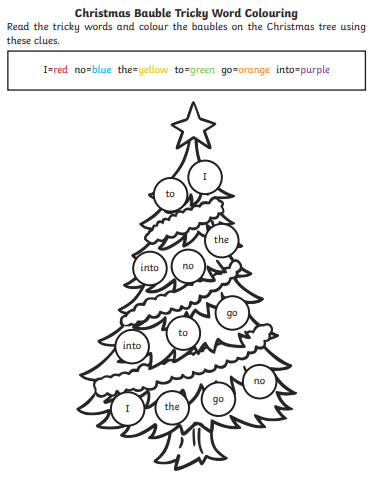 Christmas Bauble Tricky Word Colouring
Read the tricky words and colour the baubles on the Christmas tree using
these clues.
I=red no=blue the=yellow to=green go=orange into=purple
I
to
the
into
no
go
to
into
no
go
the
I